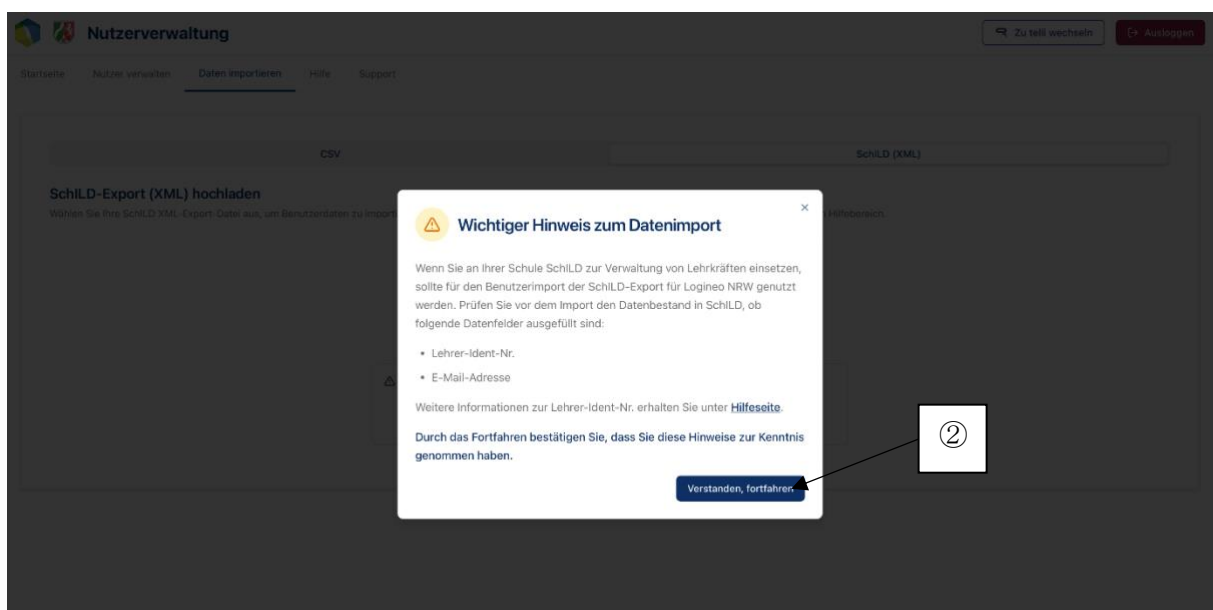 Nutzerverwaltung
Zu telli wechseln
Ausloggen
Startseite
Nutzer verwalten
Daten importieren
Hilfe
Support
CSV
SchILD (XML)
SchILD-Export (XML) hochladen
Wählen Sie Ihre SchILD XML-Export-Datei aus, um Benutzerdaten zu
Hilfebereich.
Wichtiger Hinweis zum Datenimport
×
Wenn Sie an Ihrer Schule SchILD zur Verwaltung von Lehrkräften einsetzen,
sollte für den Benutzerimport der SchILD-Export für Logineo NRW genutzt
werden. Prüfen Sie vor dem Import den Datenbestand in SchILD, ob
folgende Datenfelder ausgefüllt sind:
• Lehrer-Ident-Nr.
• E-Mail-Adresse
Weitere Informationen zur Lehrer-Ident-Nr. erhalten Sie unter Hilfeseite.
Durch das Fortfahren bestätigen Sie, dass Sie diese Hinweise zur Kenntnis
genommen haben.
Verstanden, fortfahren
②